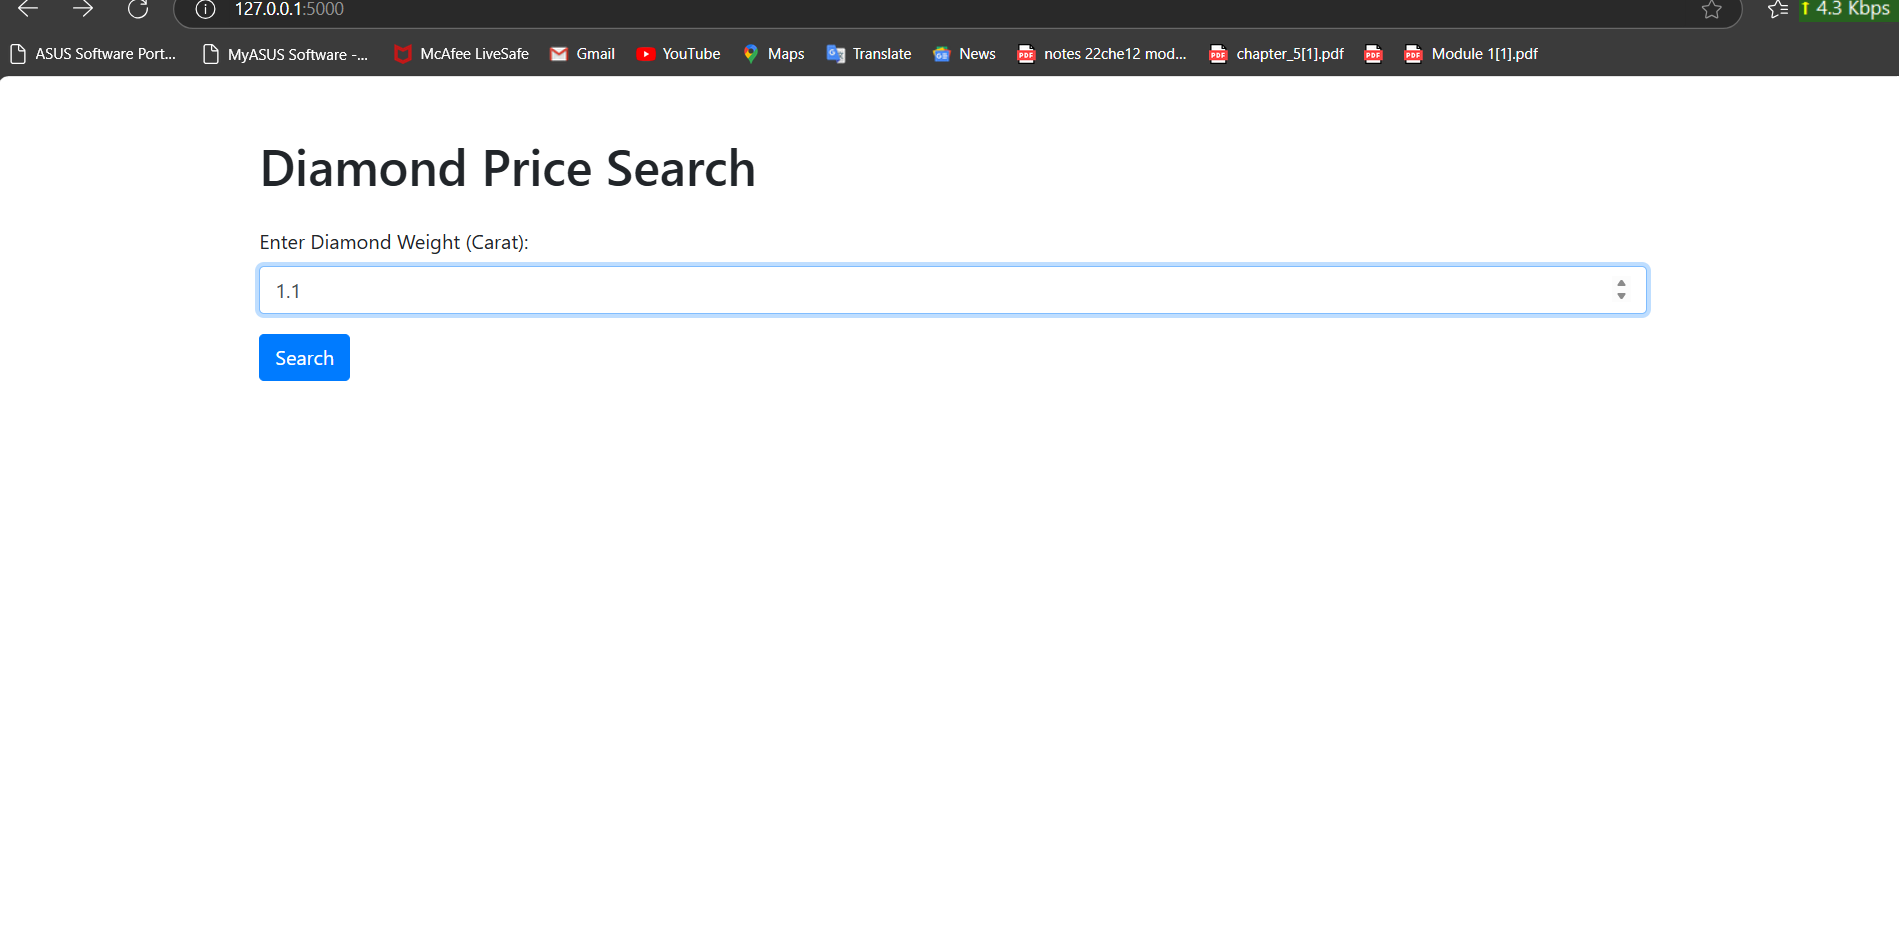 127.0.0.1:5000
↑ 4.3 Kbps
ASUS Software Port... MyASUS Software -... McAfee LiveSafe Gmail YouTube Maps Translate News notes 22che12 mod... chapter_5[1].pdf Module 1[1].pdf
Diamond Price Search
Enter Diamond Weight (Carat):
1.1
Search